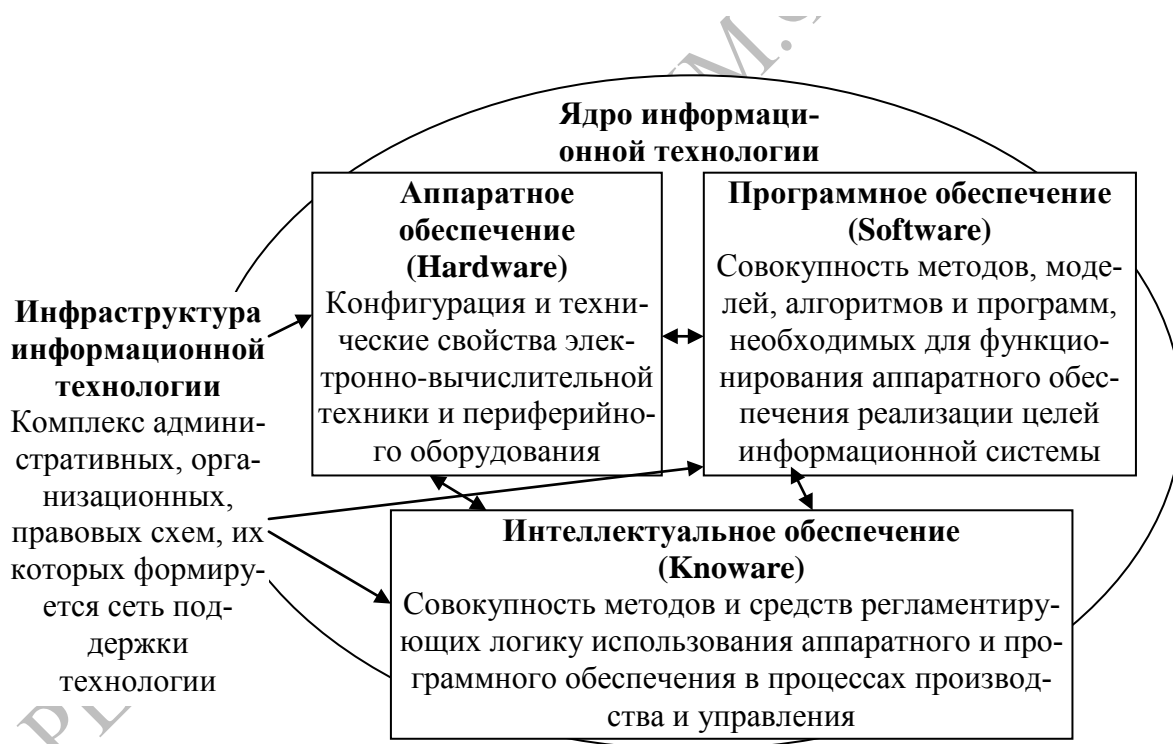 Ядро информаци-
онной технологии
Аппаратное
обеспечение
(Hardware)
Конфигурация и техни-
ческие свойства элек-
тронно-вычислительной
техники и периферийно-
го оборудования
Программное обеспечение
(Software)
Совокупность методов, моде-
лей, алгоритмов и программ,
необходимых для функцио-
нирования аппаратного обес-
печения реализации целей
информационной системы
Инфраструктура
информационной
технологии
Комплекс админи-
стративных, орга-
низационных,
правовых схем, их
которых формиру-
ется сеть под-
держки
технологии
Интеллектуальное обеспечение
(Knoware)
Совокупность методов и средств регламентиру-
ющих логику использования аппаратного и про-
граммного обеспечения в процессах производ-
ства и управления